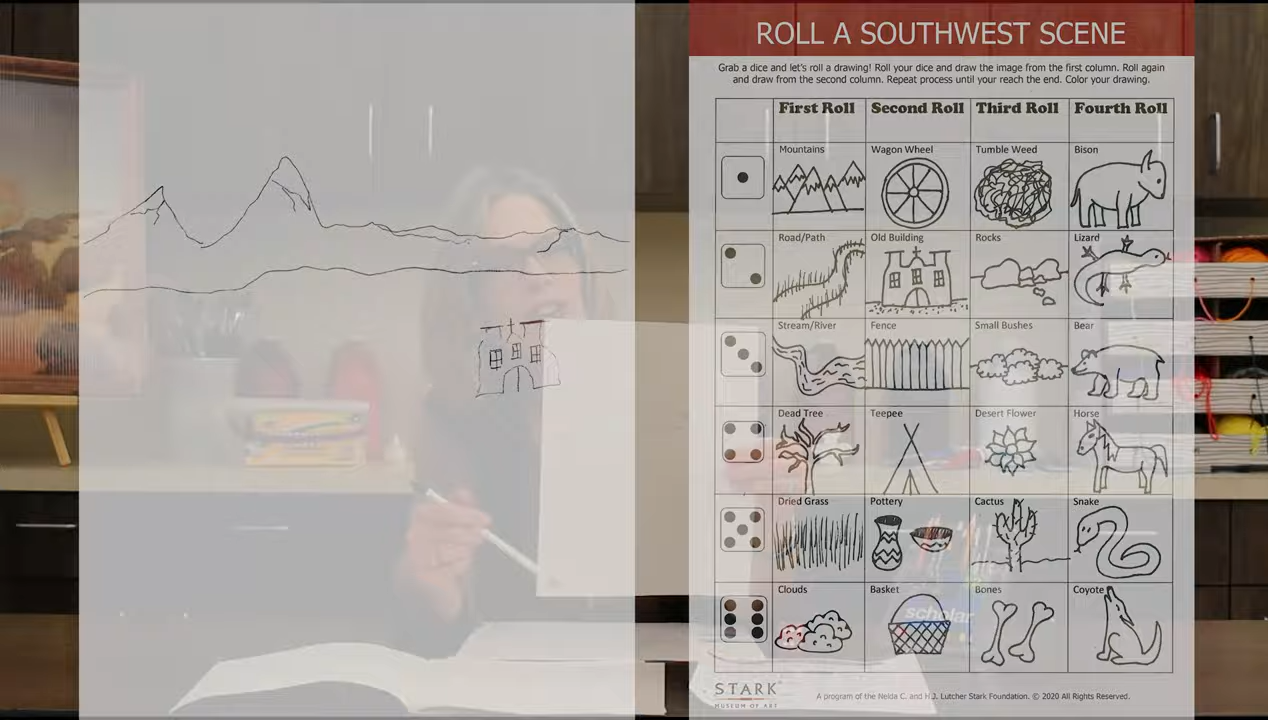 ROLL A SOUTHWEST SCENE
Grab a dice and let's roll a drawing! Roll your dice and draw the image from the first column. Roll again
and draw from the second column. Repeat process until your reach the end. Color your drawing.
First Roll Second Roll Third Roll Fourth Roll
Mountains Wagon Wheel Tumble Weed Bison
Road/Path Old Building Rocks Lizard
Stream/River Fence Small Bushes Bear
Dead Tree Teepee Desert Flower Horse
Dried Grass Pottery Cactus Snake
Clouds Basket Bones Coyote
scholar
STARK
MUSEUM OF ART
A program of the Nelda C. and H.J. Lutcher Stark Foundation. © 2020 All Rights Reserved.